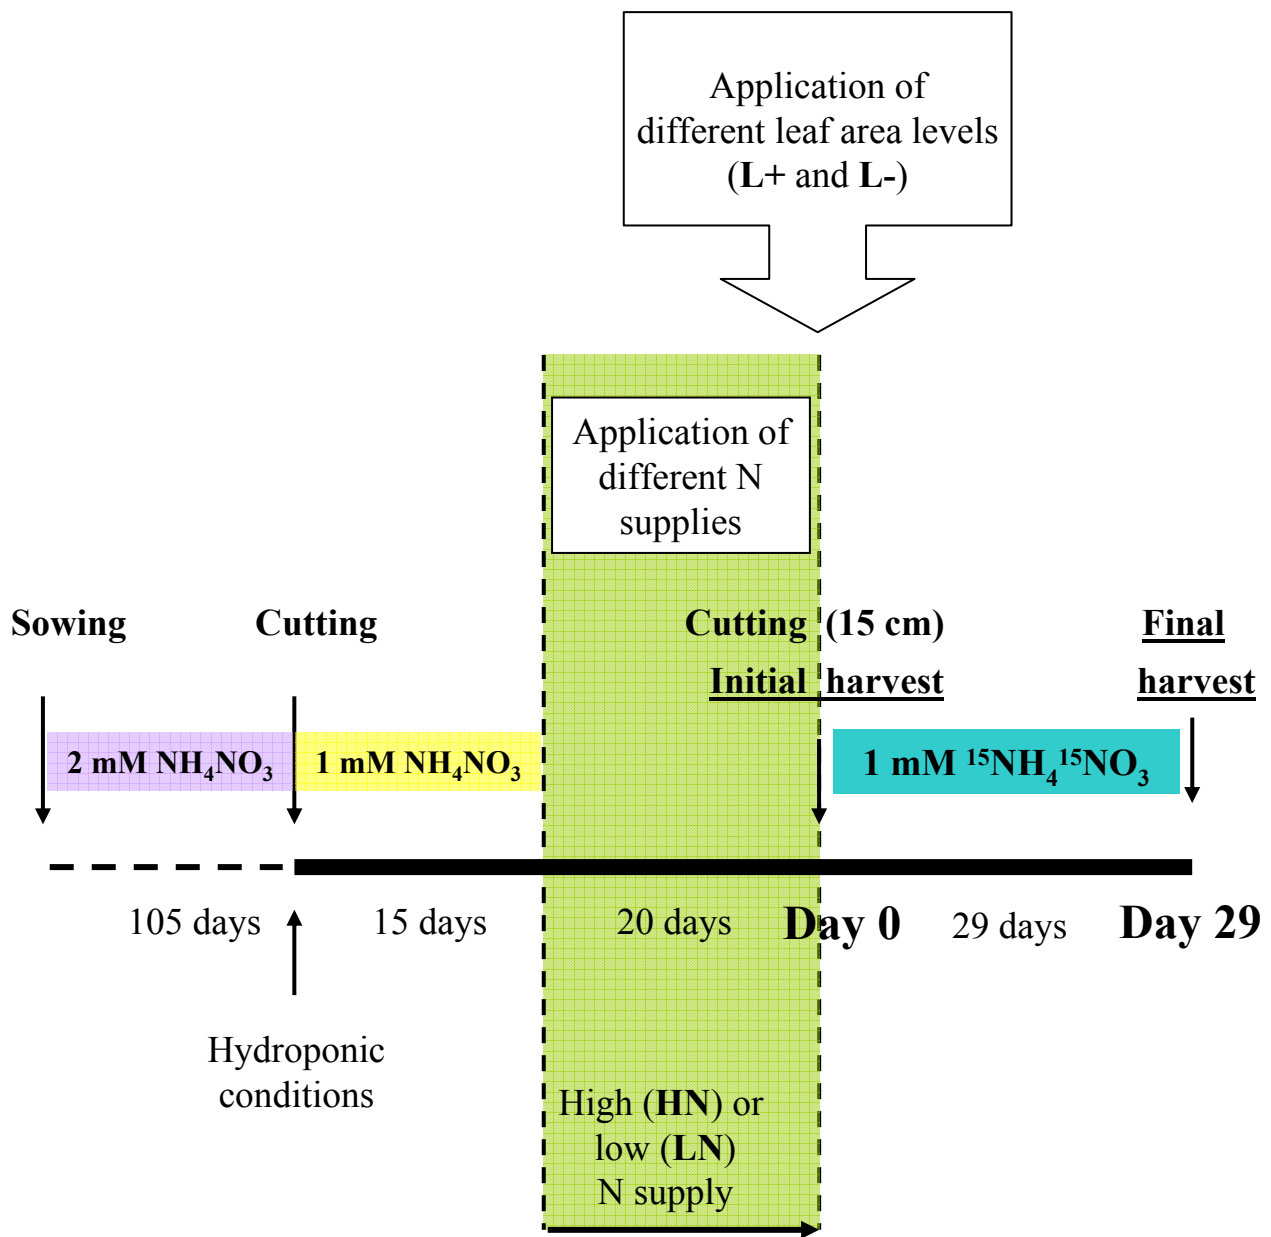 Application of
different leaf area levels
(L+ and L-)
Application of
different N
supplies
Sowing
Cutting
Cutting (15 cm)
Initial harvest
Final
harvest
2 mM NH₄NO₃
1 mM NH₄NO₃
1 mM ¹⁵NH₄¹⁵NO₃
105 days
15 days
20 days
Day 0
29 days
Day 29
Hydroponic
conditions
High (HN) or
low (LN)
N supply